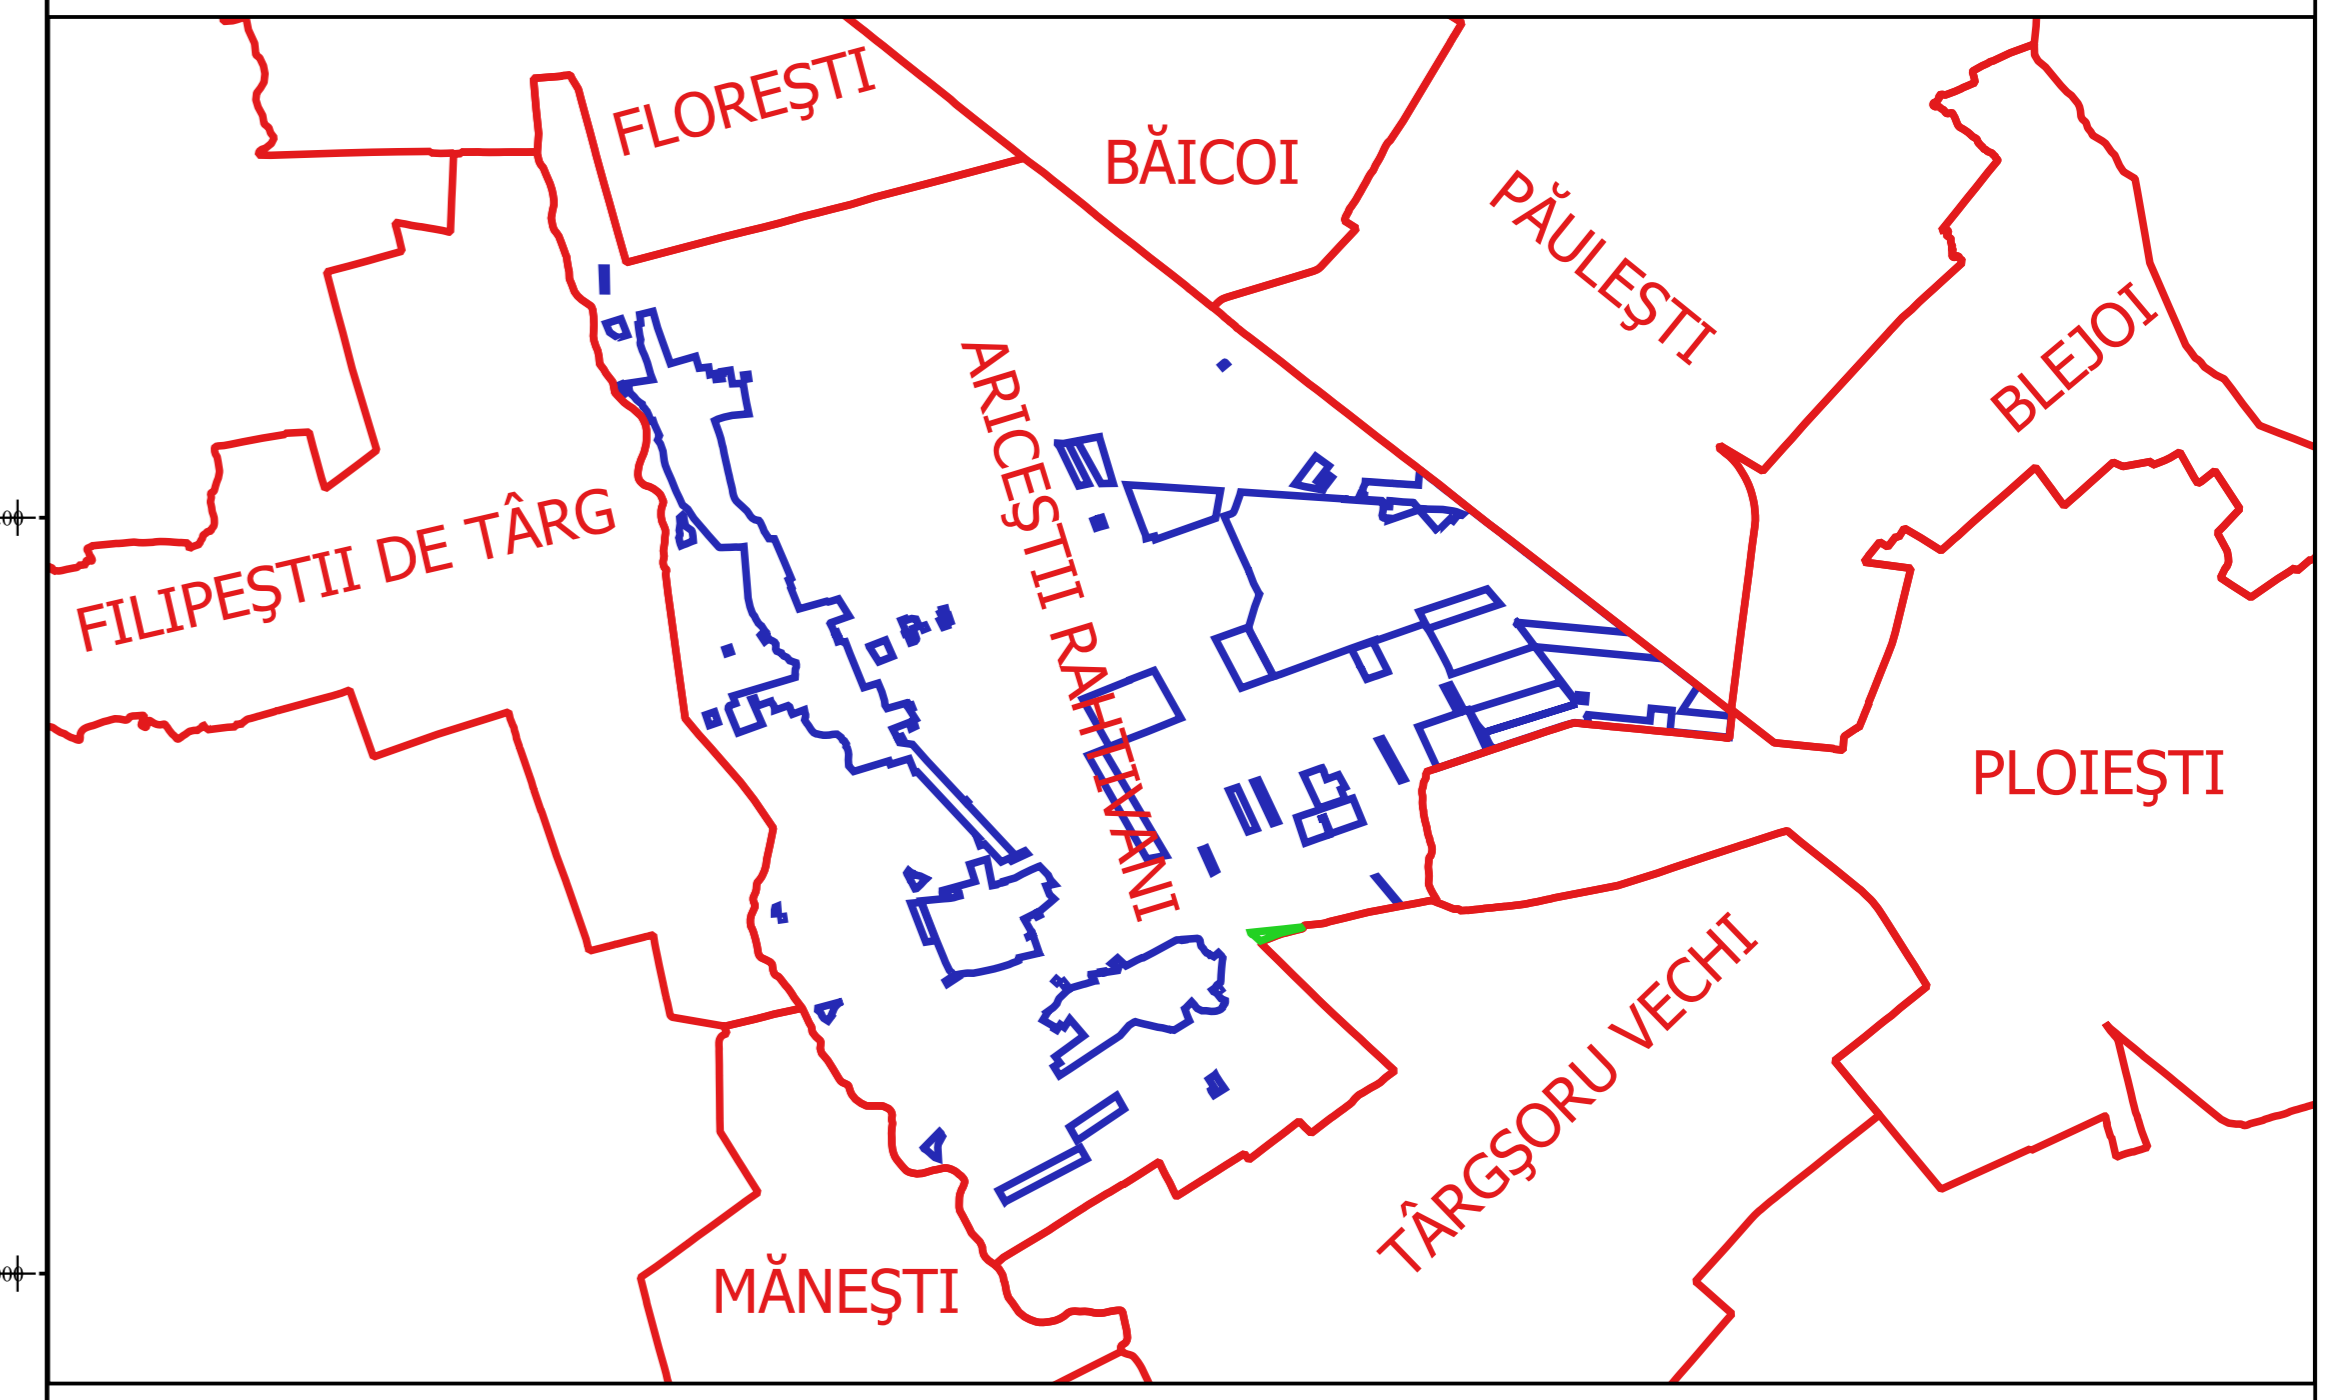 FLOREŞTI
BĂICOI
PĂULEŞTI
BLEJOI
ARICEŞTII RAHTIVANI
FILIPEŞTII DE TÂRG
PLOIEŞTI
TÂRGŞORU VECHI
MĂNEŞTI